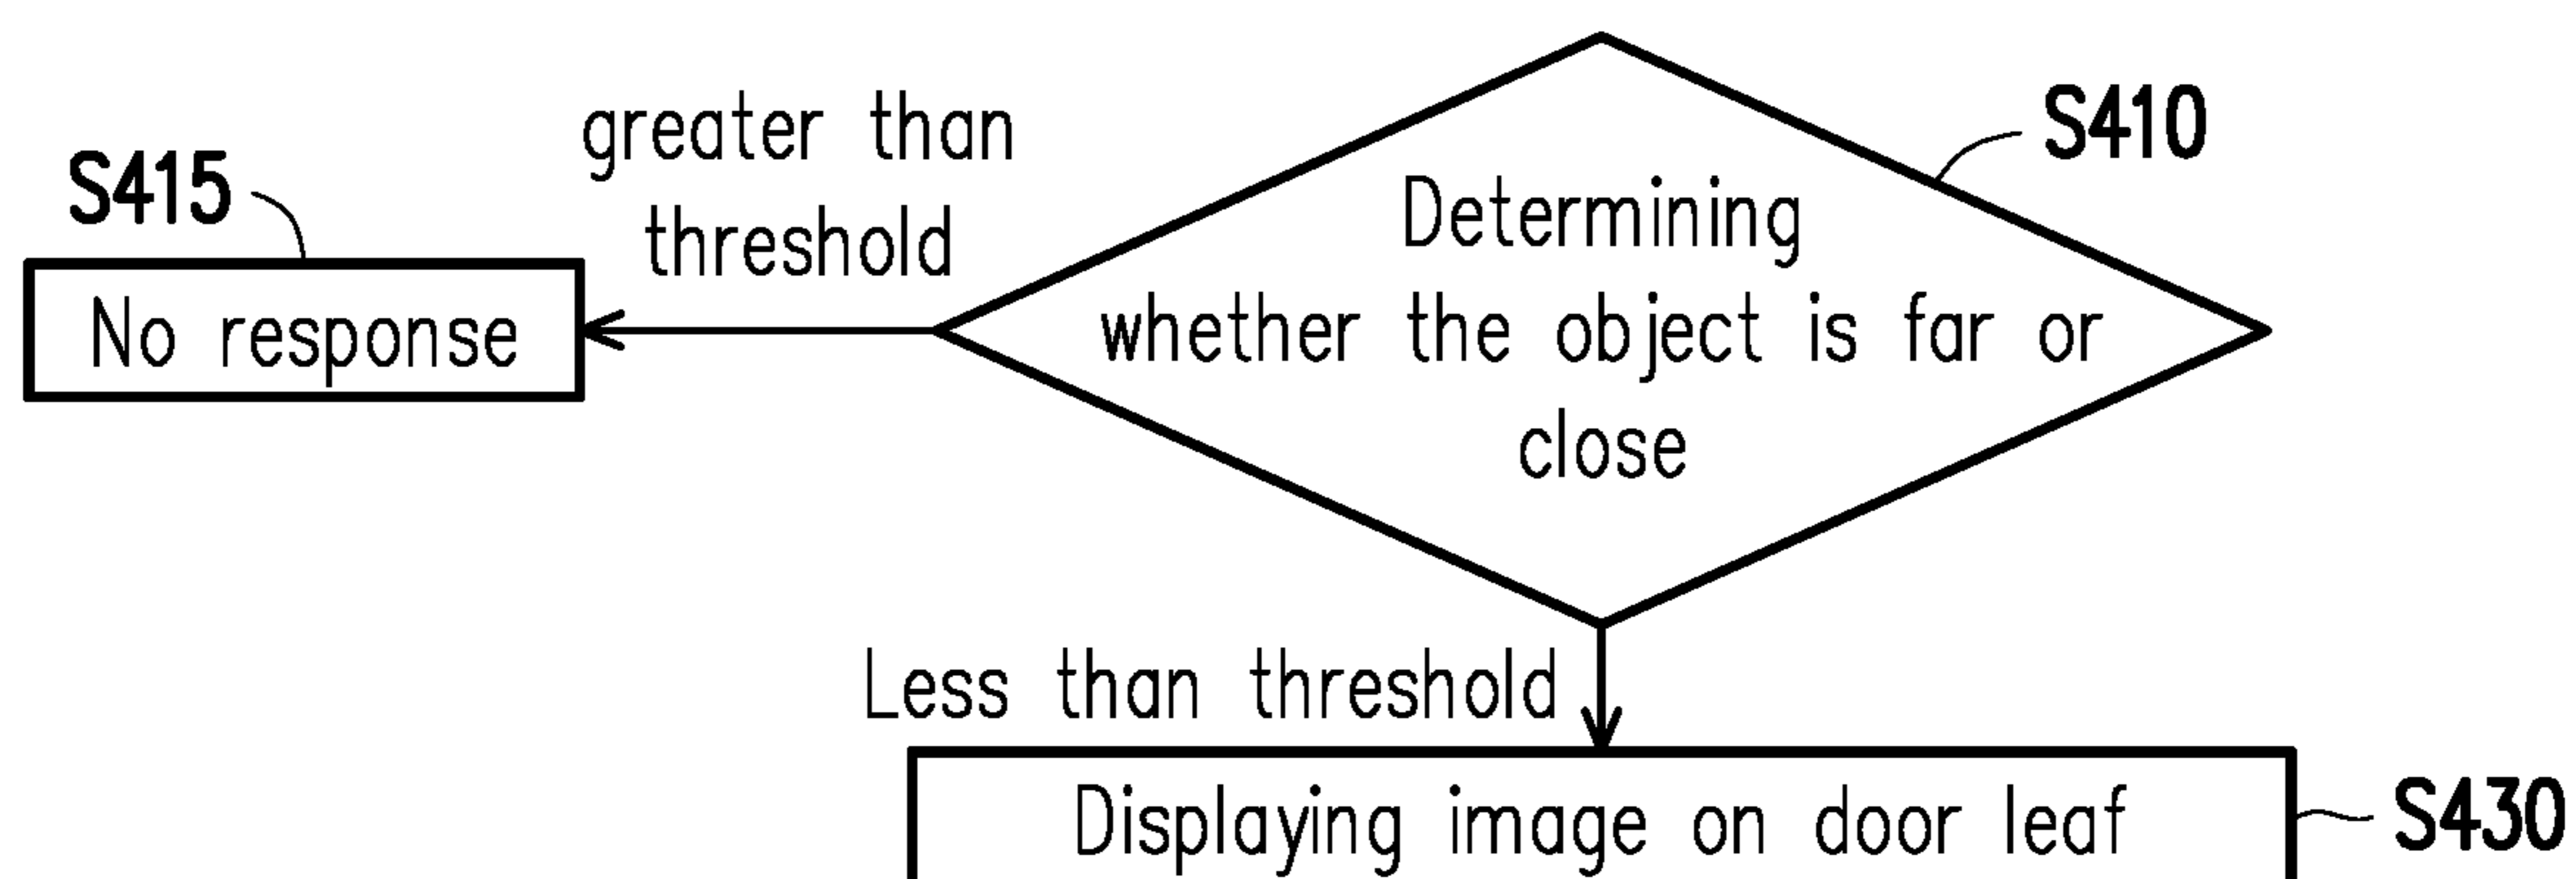 S410
Determining
whether the object is far or
close
greater than
threshold
S415
No response
Less than threshold
Displaying image on door leaf
S430